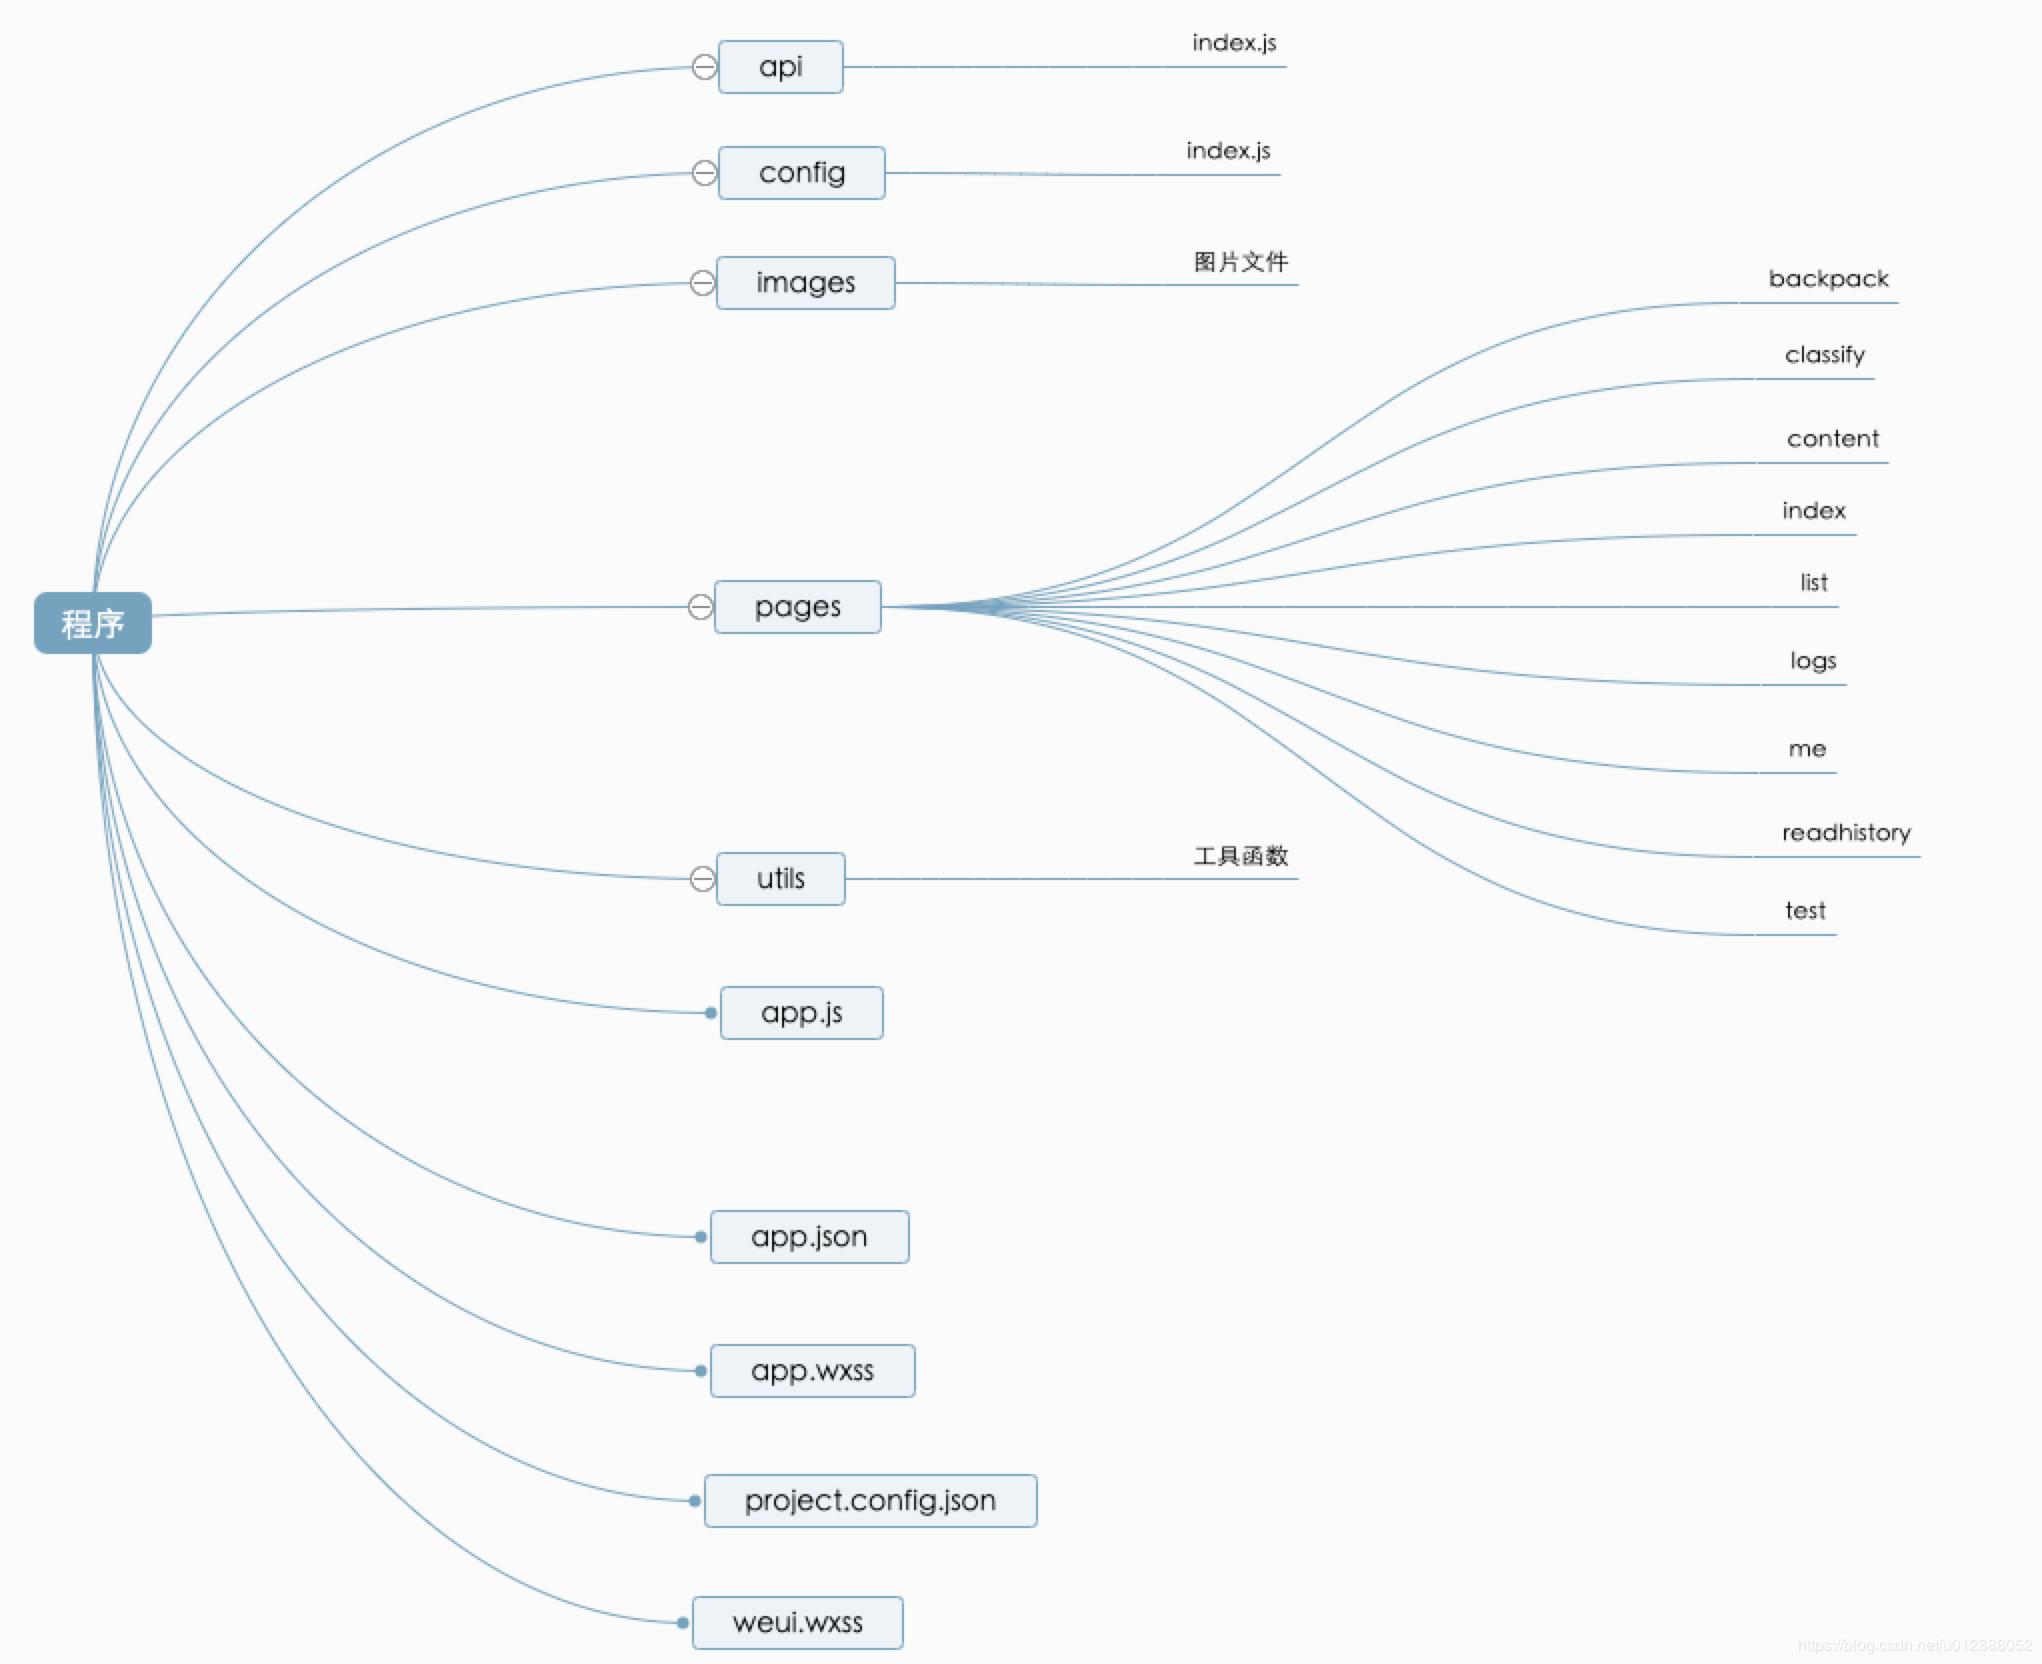 程序
api
index.js
config
index.js
images
图片文件
pages
backpack
classify
content
index
list
logs
me
readhistory
test
utils
工具函数
app.js
app.json
app.wxss
project.config.json
weui.wxss
https://blog.csdn.net/u012888052